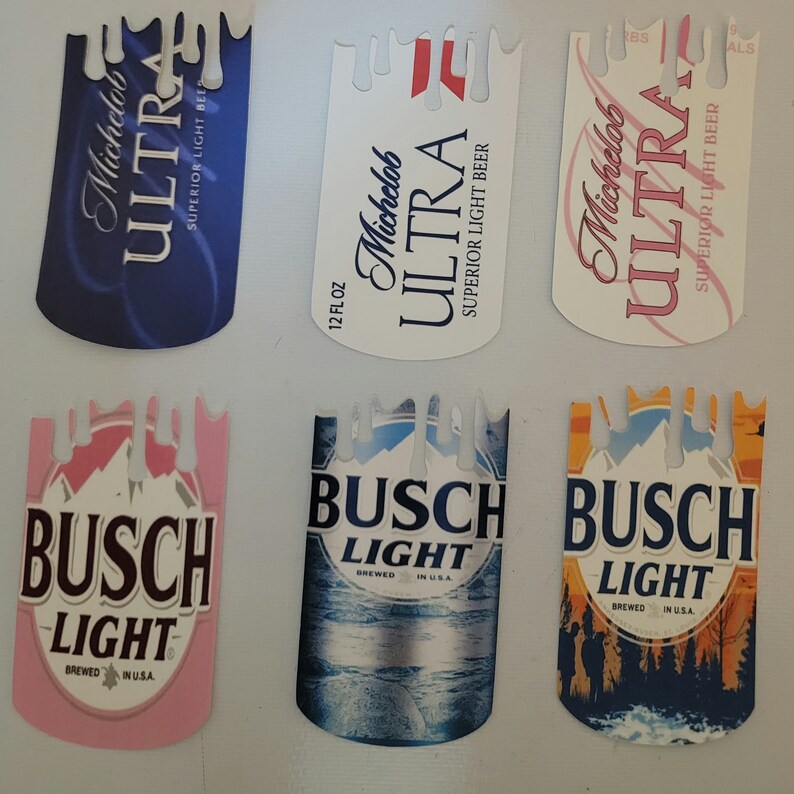 Michelob
ULTRA
SUPERIOR LIGHT BEER
Michelob
ULTRA
SUPERIOR LIGHT BEER
12 FL OZ
Michelob
ULTRA
SUPERIOR LIGHT BEER
BUSCH
LIGHT
BREWED IN U.S.A.
BUSCH
LIGHT
BREWED IN U.S.A.
BUSCH
LIGHT
BREWED IN U.S.A.